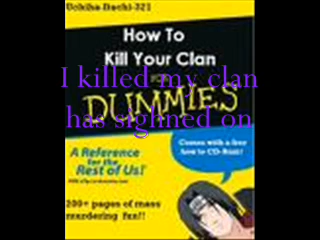 Uchiha-Itachi-321
How To
Kill Your Clan
I killed my clan
FOR
DUMMIES
has sighned on
A Reference
for the
Rest of Us!
Comes with a free
how to CD-Rom!!
200+ pages of mass
murdering fun!!